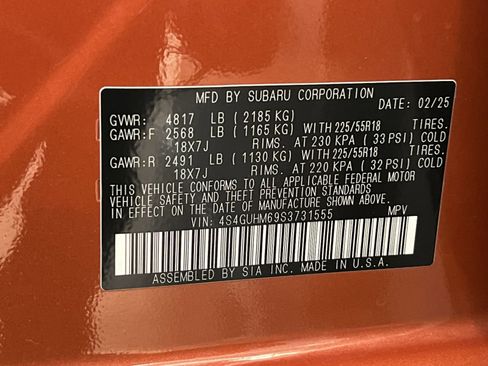 MFD BY SUBARU CORPORATION
DATE: 02/25
GVWR: 4817 LB ( 2185 KG)
GAWR:F 2568 LB ( 1165 KG) WITH 225/55R18 TIRES.
18X7J RIMS. AT 230 KPA ( 33 PSI) COLD
GAWR:R 2491 LB ( 1130 KG) WITH 225/55R18 TIRES.
18X7J RIMS. AT 220 KPA ( 32 PSI) COLD
THIS VEHICLE CONFORMS TO ALL APPLICABLE FEDERAL MOTOR
VEHICLE SAFETY AND THEFT PREVENTION STANDARDS
IN EFFECT ON THE DATE OF MANUFACTURE SHOWN ABOVE.
VIN: 4S4GUHM69S3731555 MPV
ASSEMBLED BY SIA INC. MADE IN U.S.A.